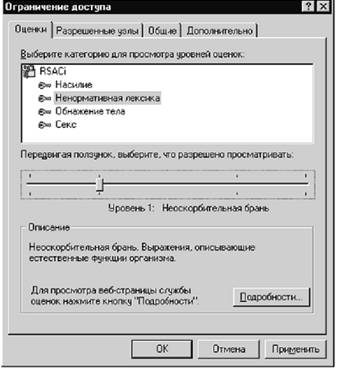 Ограничение доступа
Оценки Разрешенные узлы Общие Дополнительно
Выберите категорию для просмотра уровней оценок:
RSACi
Насилие
Ненормативная лексика
Обнажение тела
Секс
Передвигая ползунок, выберите, что разрешено просматривать:
Уровень 1: Неоскорбительная брань
Описание
Неоскорбительная брань. Выражения, описывающие
естественные функции организма.
Для просмотра веб-страницы службы
оценок нажмите кнопку "Подробности".
Подробности...
OK Отмена Применить